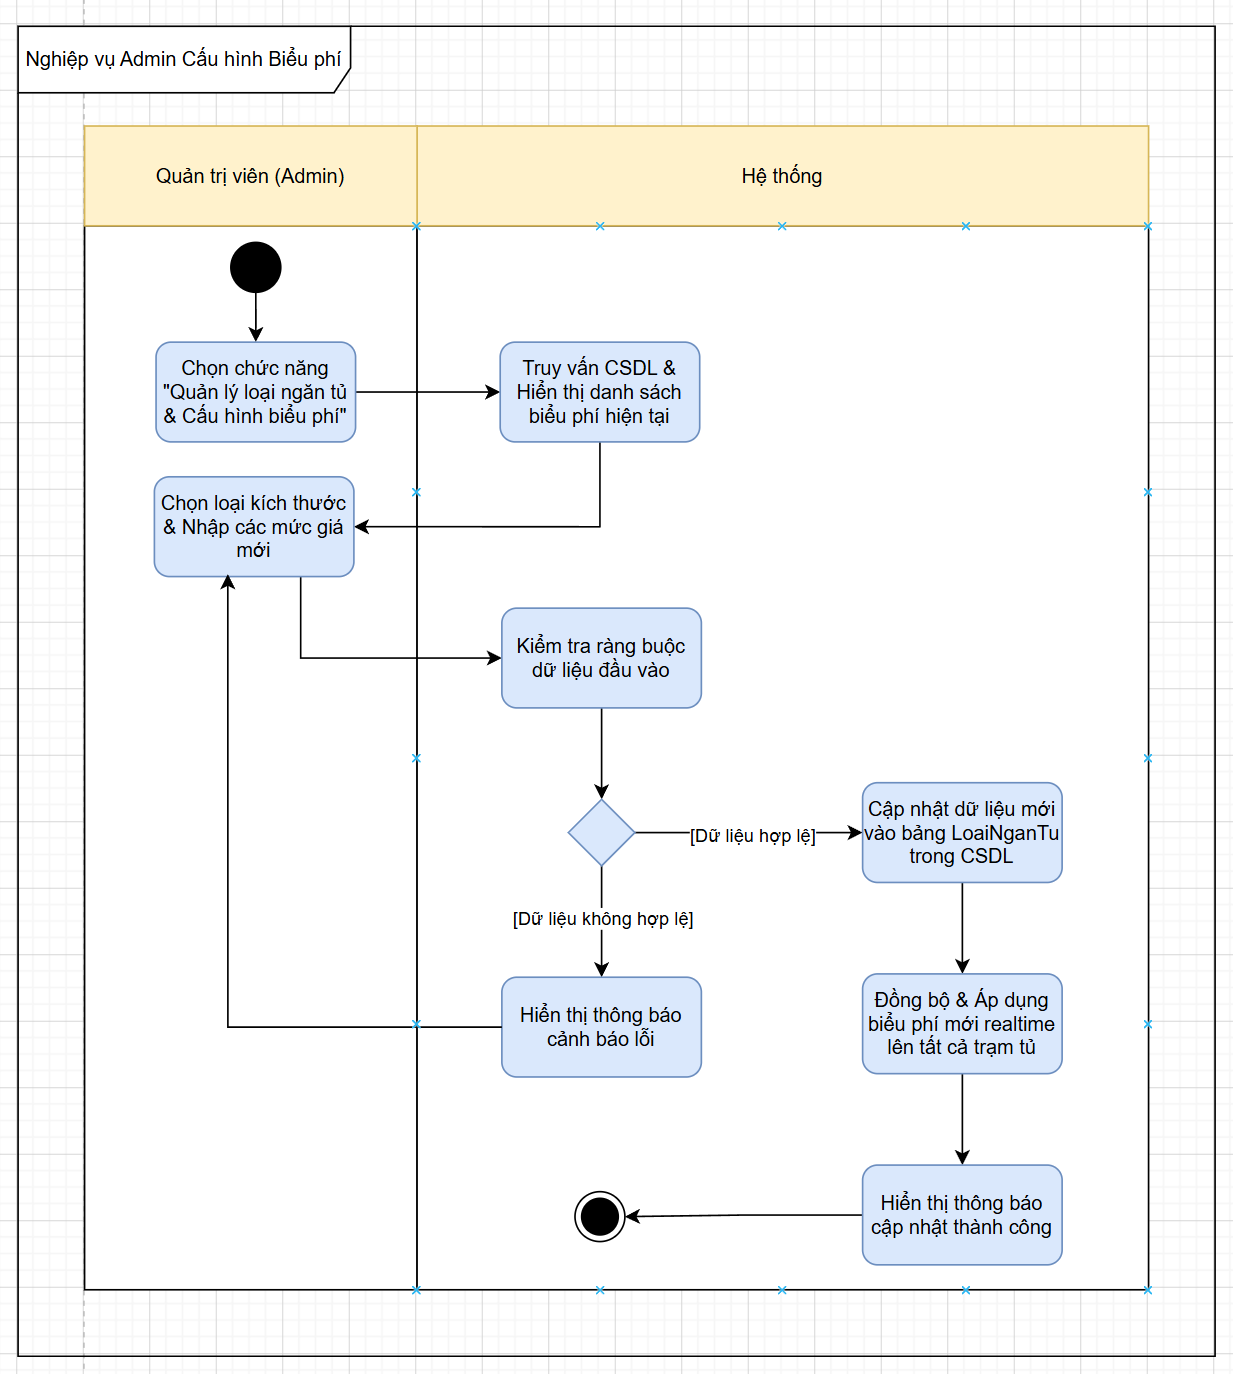 Nghiệp vụ Admin Cấu hình Biểu phí
Quản trị viên (Admin)
Hệ thống
Chọn chức năng
"Quản lý loại ngăn tủ
& Cấu hình biểu phí"
Truy vấn CSDL &
Hiển thị danh sách
biểu phí hiện tại
Chọn loại kích thước
& Nhập các mức giá
mới
Kiểm tra ràng buộc
dữ liệu đầu vào
[Dữ liệu hợp lệ]
Cập nhật dữ liệu mới
vào bảng LoaiNganTu
trong CSDL
[Dữ liệu không hợp lệ]
Hiển thị thông báo
cảnh báo lỗi
Đồng bộ & Áp dụng
biểu phí mới realtime
lên tất cả trạm tủ
Hiển thị thông báo
cập nhật thành công